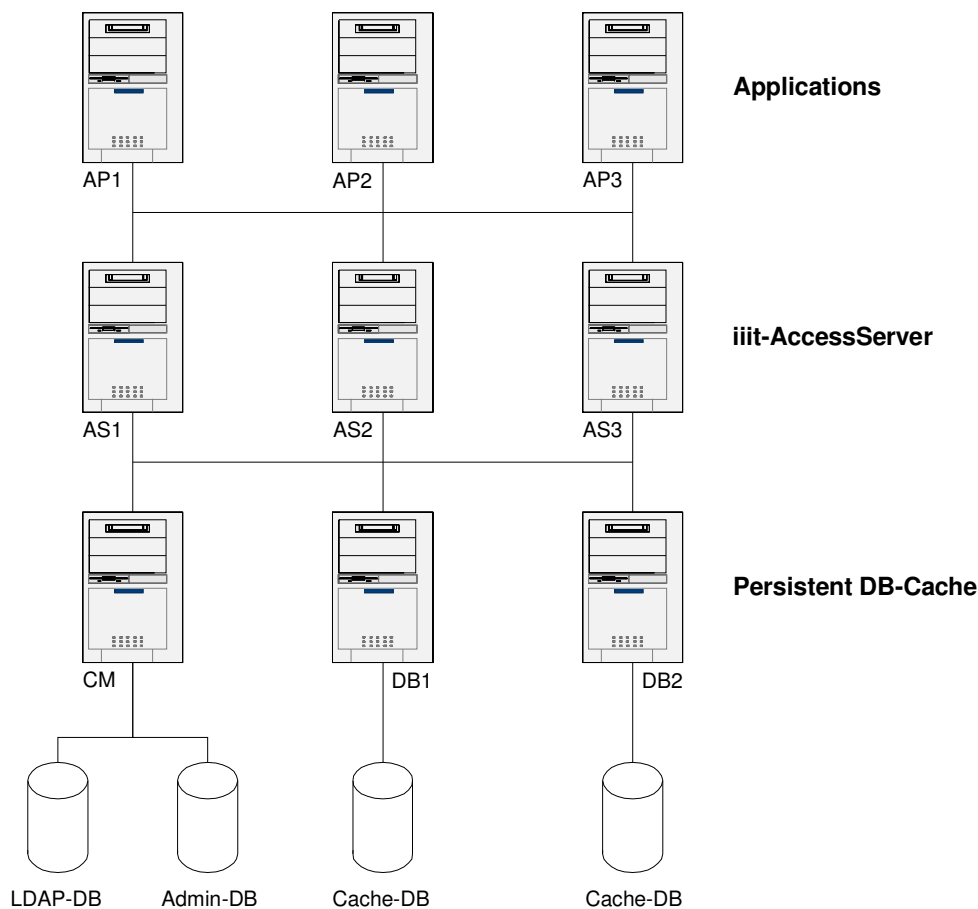 Applications
AP1 AP2 AP3
iiit-AccessServer
AS1 AS2 AS3
Persistent DB-Cache
CM DB1 DB2
LDAP-DB Admin-DB Cache-DB Cache-DB